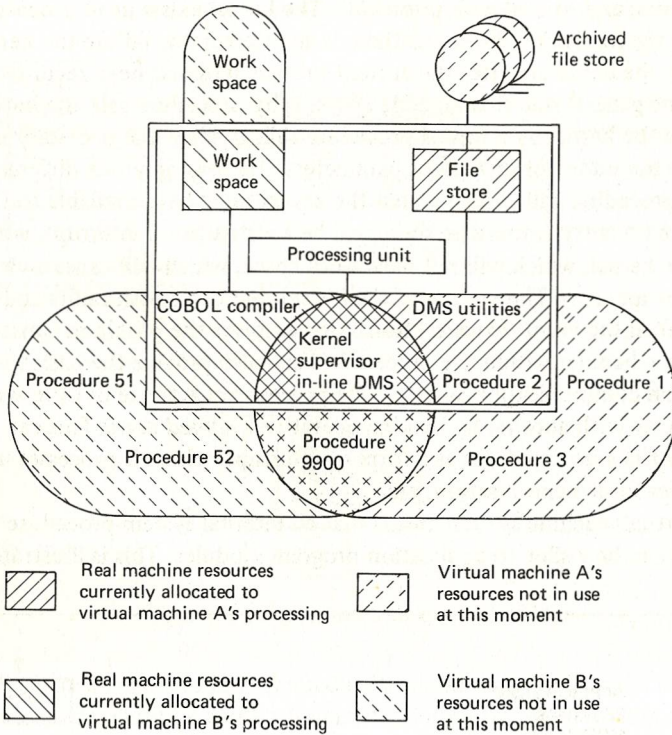 Work
space
Archived
file store
Work
space
File
store
Processing unit
COBOL compiler
DMS utilities
Kernel
supervisor
in-line DMS
Procedure 51
Procedure 2
Procedure 1
Procedure 52
Procedure
9900
Procedure 3
Real machine resources
currently allocated to
virtual machine A's processing
Virtual machine A's
resources not in use
at this moment
Real machine resources
currently allocated to
virtual machine B's processing
Virtual machine B's
resources not in use
at this moment